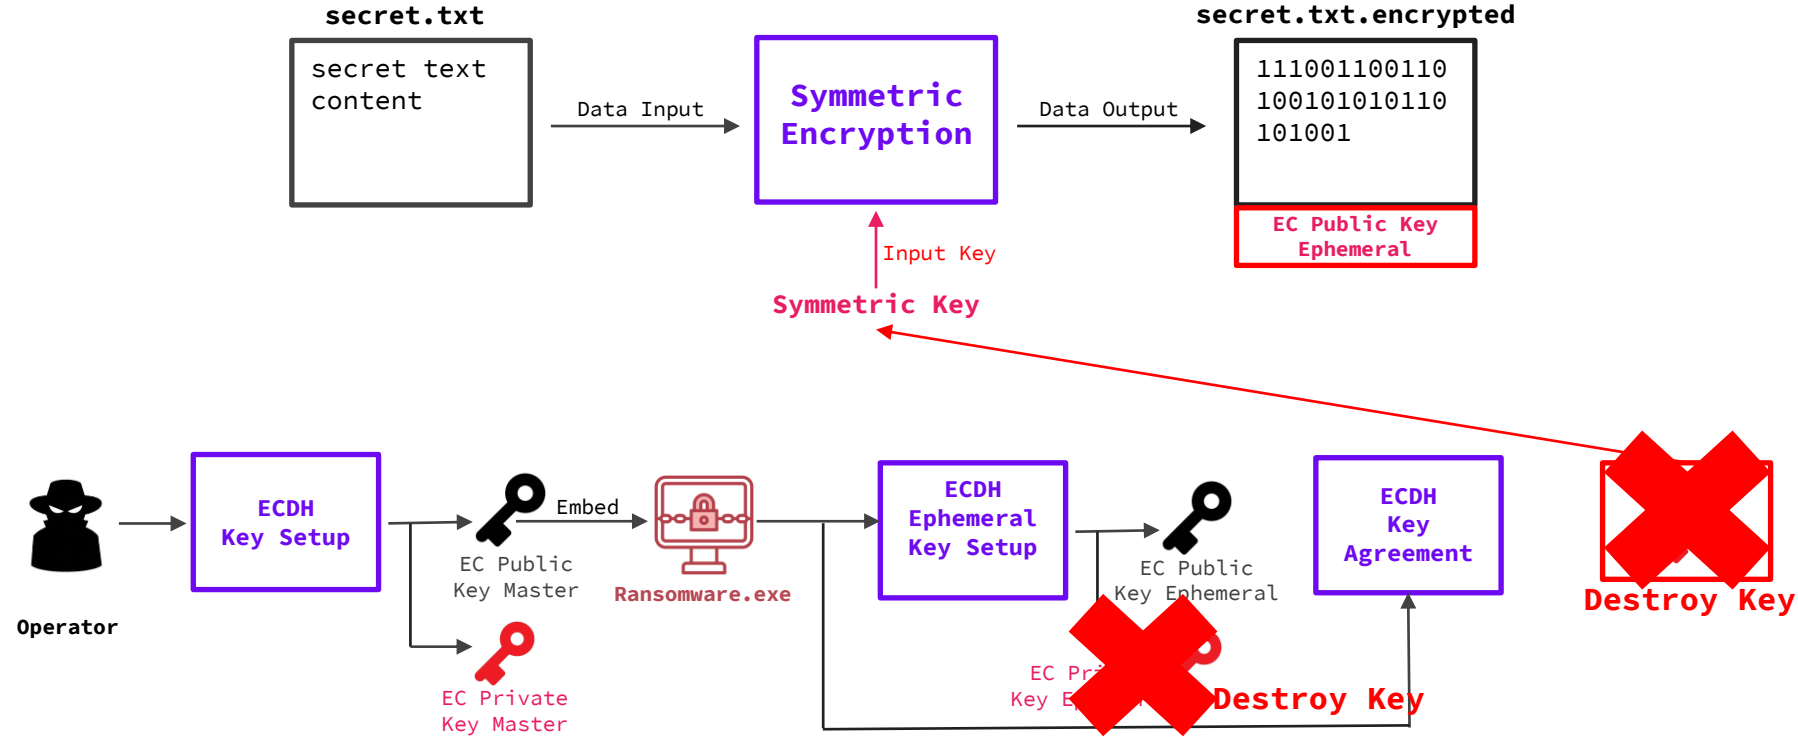 secret.txt
secret text
content
Data Input
Symmetric
Encryption
Data Output
secret.txt.encrypted
111001100110
100101010110
101001
EC Public Key
Ephemeral
Input Key
Symmetric Key
Operator
ECDH
Key Setup
EC Public
Key Master
EC Private
Key Master
Embed
Ransomware.exe
ECDH
Ephemeral
Key Setup
EC Public
Key Ephemeral
EC
Key
Destroy Key
ECDH
Key
Agreement
Destroy Key